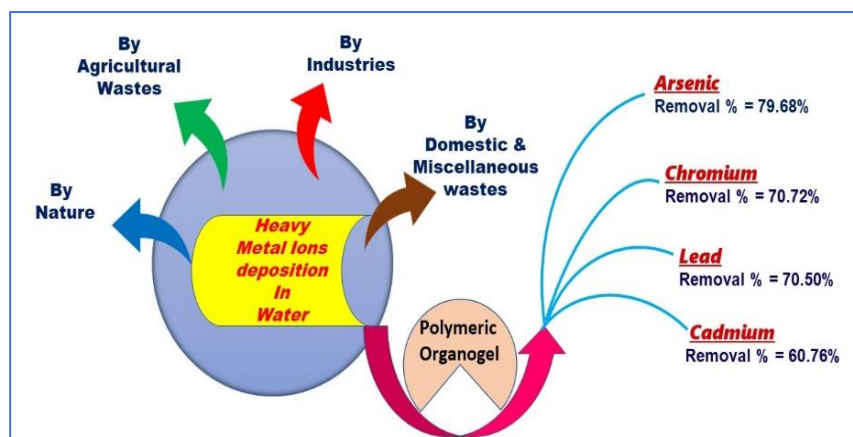 By
Agricultural
Wastes
By
Industries
By
Domestic &
Miscellaneous
wastes
By
Nature
Heavy
Metal Ions
deposition
In
Water
Polymeric
Organogel
Arsenic
Removal % = 79.68%
Chromium
Removal % = 70.72%
Lead
Removal % = 70.50%
Cadmium
Removal % = 60.76%